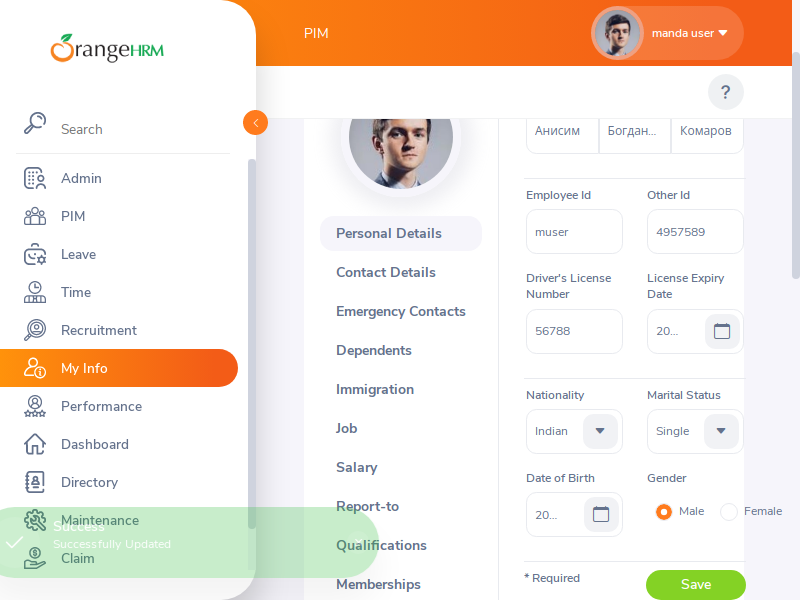 OrangeHRM
PIM
manda user
?
Search
Admin
PIM
Leave
Time
Recruitment
My Info
Performance
Dashboard
Directory
Maintenance
Claim
Success
Successfully Updated
Personal Details
Contact Details
Emergency Contacts
Dependents
Immigration
Job
Salary
Report-to
Qualifications
Memberships
Анисим Богдан... Комаров
Employee Id Other Id
muser 4957589
Driver's License Number License Expiry Date
56788 20...
Nationality Marital Status
Indian Single
Date of Birth Gender
20... Male Female
* Required Save